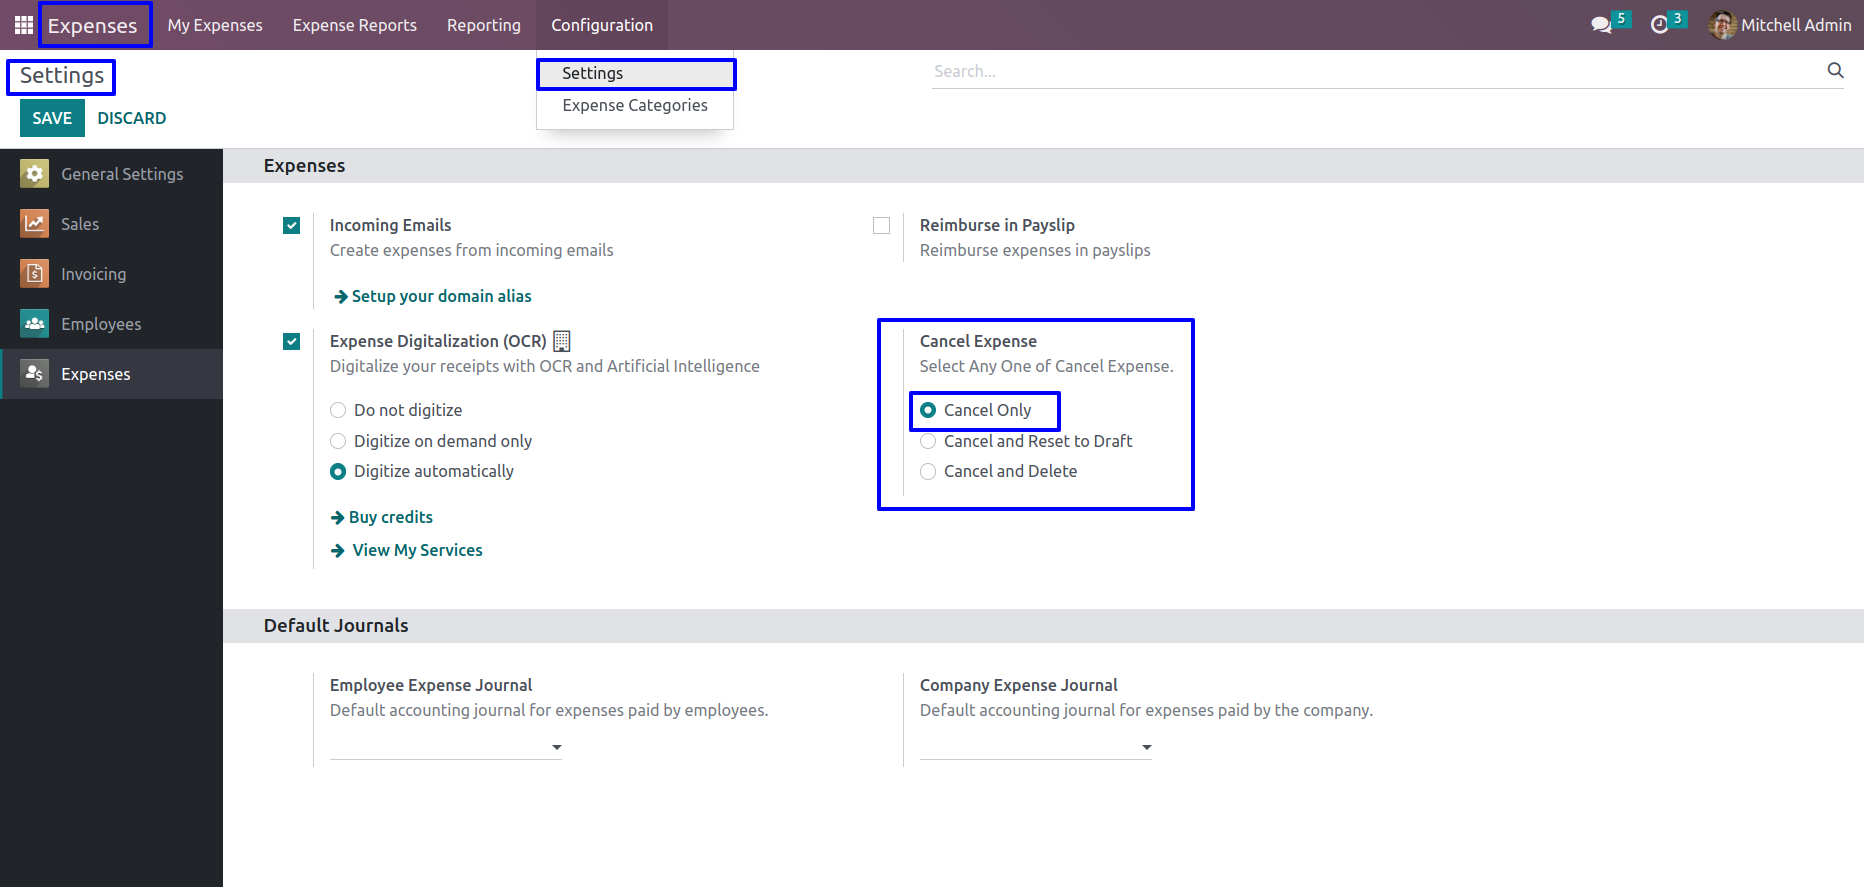 Expenses My Expenses Expense Reports Reporting Configuration 5 3 Mitchell Admin
Settings
Settings
Expense Categories
Search...
SAVE DISCARD
General Settings
Sales
Invoicing
Employees
Expenses
Expenses
Incoming Emails
Create expenses from incoming emails
Setup your domain alias
Reimburse in Payslip
Reimburse expenses in payslips
Expense Digitalization (OCR)
Digitalize your receipts with OCR and Artificial Intelligence
Do not digitize
Digitize on demand only
Digitize automatically
Buy credits
View My Services
Cancel Expense
Select Any One of Cancel Expense.
Cancel Only
Cancel and Reset to Draft
Cancel and Delete
Default Journals
Employee Expense Journal
Default accounting journal for expenses paid by employees.
Company Expense Journal
Default accounting journal for expenses paid by the company.